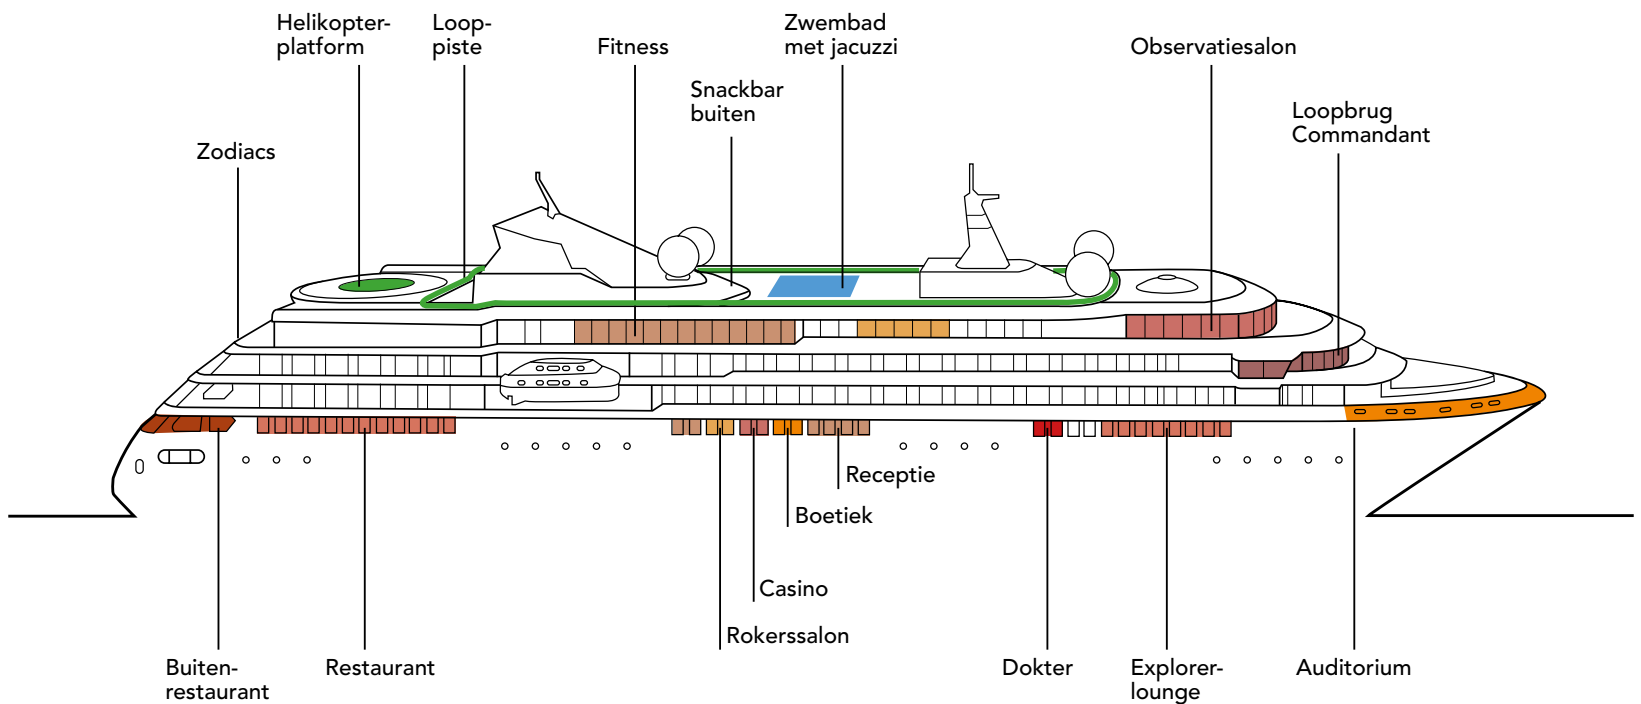 Helikopter-
platform
Loop-
piste
Fitness
Zwembad
met jacuzzi
Observatiesalon
Snackbar
buiten
Loopbrug
Commandant
Zodiacs
Receptie
Boetiek
Casino
Rokerssalon
Buiten-
restaurant
Restaurant
Dokter
Explorer-
lounge
Auditorium